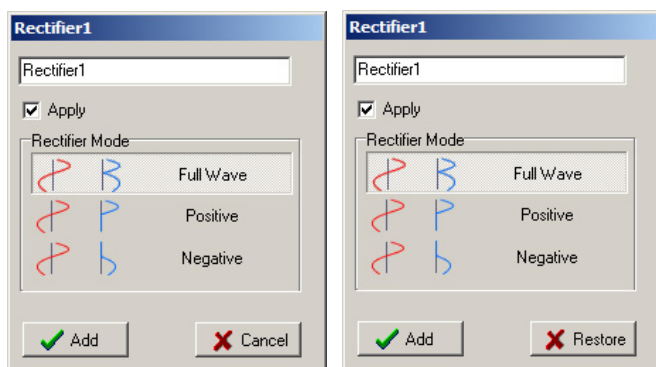 Rectifier1
Rectifier1
Apply
Rectifier Mode
Full Wave
Positive
Negative
Add
Cancel
Rectifier1
Rectifier1
Apply
Rectifier Mode
Full Wave
Positive
Negative
Add
Restore